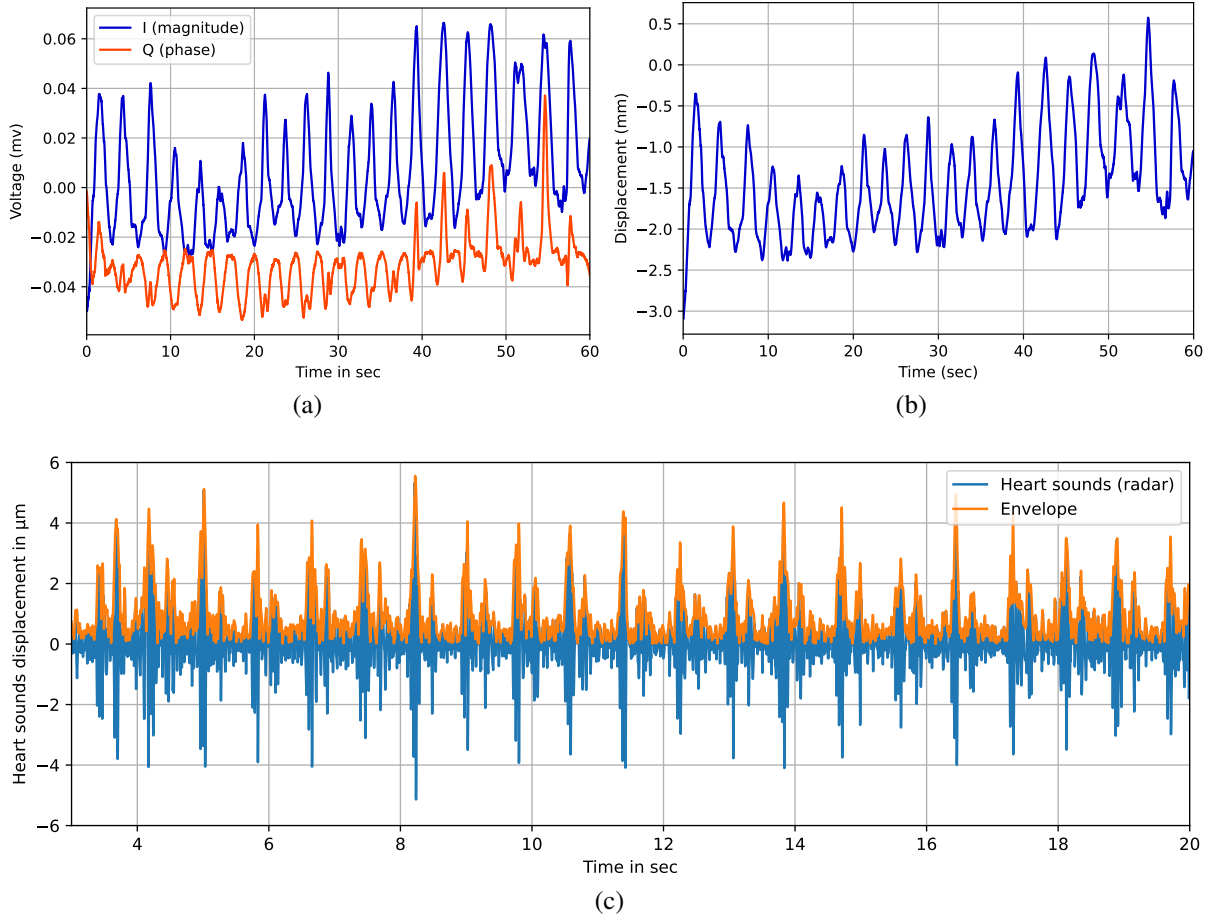 I (magnitude)
Q (phase)
Voltage (mv)
0.06
0.04
0.02
0.00
−0.02
−0.04
0 10 20 30 40 50 60
Time in sec
(a)
Displacement (mm)
0.5
0.0
−0.5
−1.0
−1.5
−2.0
−2.5
−3.0
0 10 20 30 40 50 60
Time (sec)
(b)
Heart sounds (radar)
Envelope
Heart sounds displacement in µm
6
4
2
0
−2
−4
−6
4 6 8 10 12 14 16 18 20
Time in sec
(c)